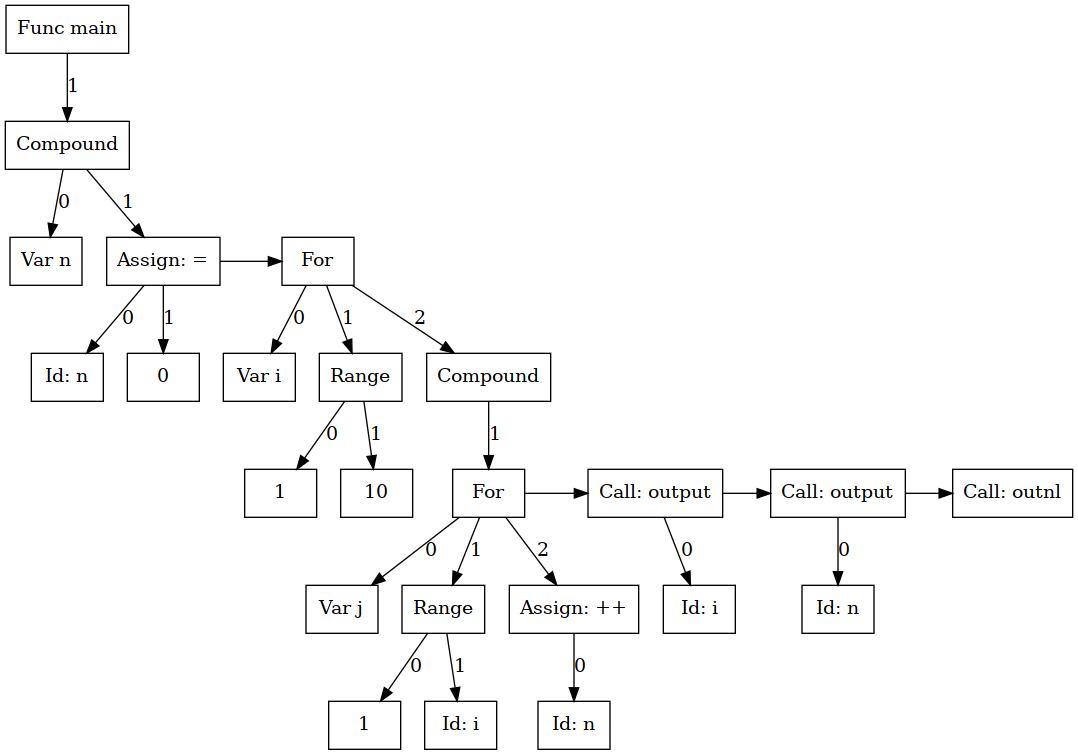 Func main
1
Compound
0
1
Var n
Assign: =
For
0
1
0
1
2
Id: n
0
Var i
Range
Compound
0
1
1
1
10
For
Call: output
Call: output
Call: outnl
0
1
2
0
0
Var j
Range
Assign: ++
Id: i
Id: n
0
1
0
1
Id: i
Id: n